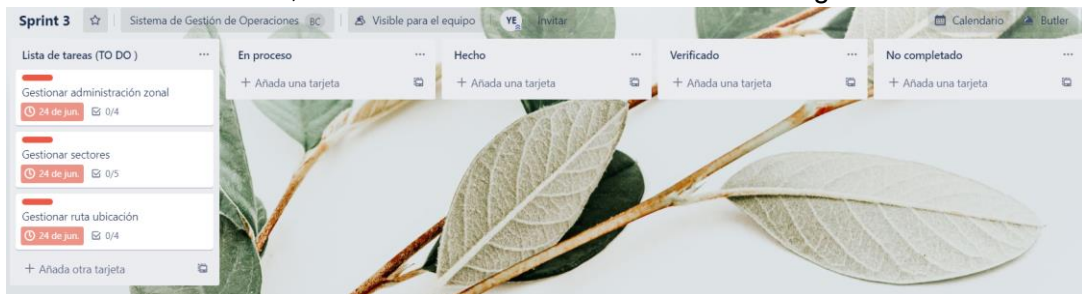 Sprint 3 Sistema de Gestión de Operaciones BC Visible para el equipo YE Invitar Calendario Butler
Lista de tareas (TO DO ) ...
Gestionar administración zonal
24 de jun. 0/4
Gestionar sectores
24 de jun. 0/5
Gestionar ruta ubicación
24 de jun. 0/4
+ Añada otra tarjeta
En proceso ...
+ Añada una tarjeta
Hecho ...
+ Añada una tarjeta
Verificado ...
+ Añada una tarjeta
No completado ...
+ Añada una tarjeta